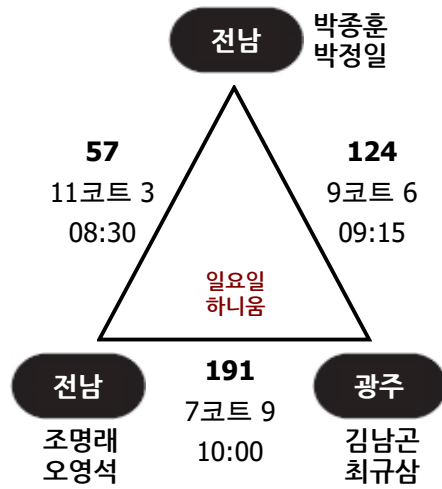 전남
박종훈
박정일
57
11코트 3
08:30
124
9코트 6
09:15
일요일
하니움
전남
조명래
오영석
191
7코트 9
10:00
광주
김남곤
최규삼